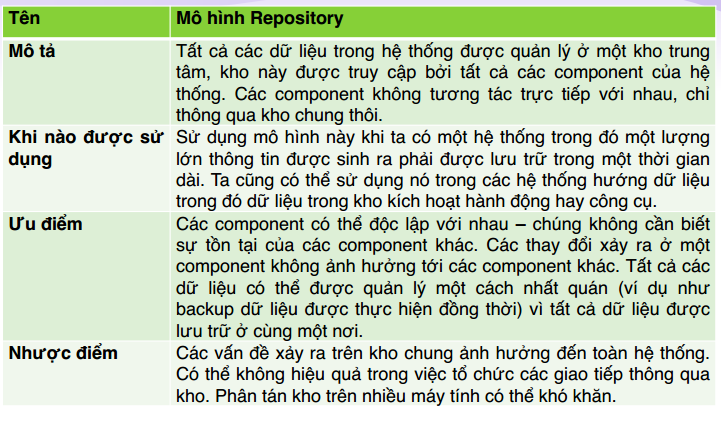 Tên Mô hình Repository
Mô tả Tất cả các dữ liệu trong hệ thống được quản lý ở một kho trung
tâm, kho này được truy cập bởi tất cả các component của hệ
thống. Các component không tương tác trực tiếp với nhau, chỉ
thông qua kho chung thôi.
Khi nào được sử Sử dụng mô hình này khi ta có một hệ thống trong đó một lượng
dụng lớn thông tin được sinh ra phải được lưu trữ trong một thời gian
dài. Ta cũng có thể sử dụng nó trong các hệ thống hướng dữ liệu
trong đó dữ liệu trong kho kích hoạt hành động hay công cụ.
Ưu điểm Các component có thể độc lập với nhau – chúng không cần biết
sự tồn tại của các component khác. Các thay đổi xảy ra ở một
component không ảnh hưởng tới các component khác. Tất cả các
dữ liệu có thể được quản lý một cách nhất quán (ví dụ như
backup dữ liệu được thực hiện đồng thời) vì tất cả dữ liệu được
lưu trữ ở cùng một nơi.
Nhược điểm Các vấn đề xảy ra trên kho chung ảnh hưởng đến toàn hệ thống.
Có thể không hiệu quả trong việc tổ chức các giao tiếp thông qua
kho. Phân tán kho trên nhiều máy tính có thể khó khăn.